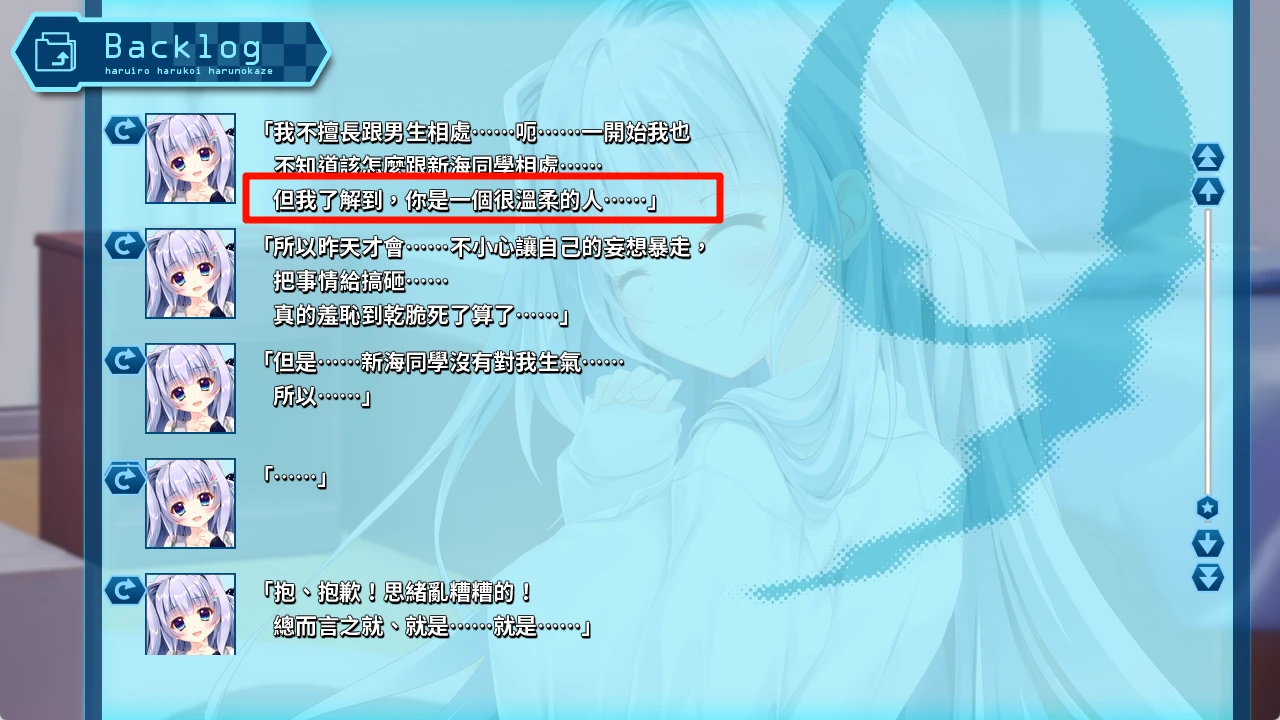 Backlog
haruiro harukoi harunokaze
「我不擅長跟男生相處……呃……一開始我也
不知道該怎麼跟新海同學相處……
但我了解到，你是一個很溫柔的人……」
「所以昨天才會……不小心讓自己的妄想暴走，
把事情給搞砸……
真的羞恥到乾脆死了算了……」
「但是……新海同學沒有對我生氣……
所以……」
「……」
「抱、抱歉！思緒亂糟糟的！
總而言之就、就是……就是……」